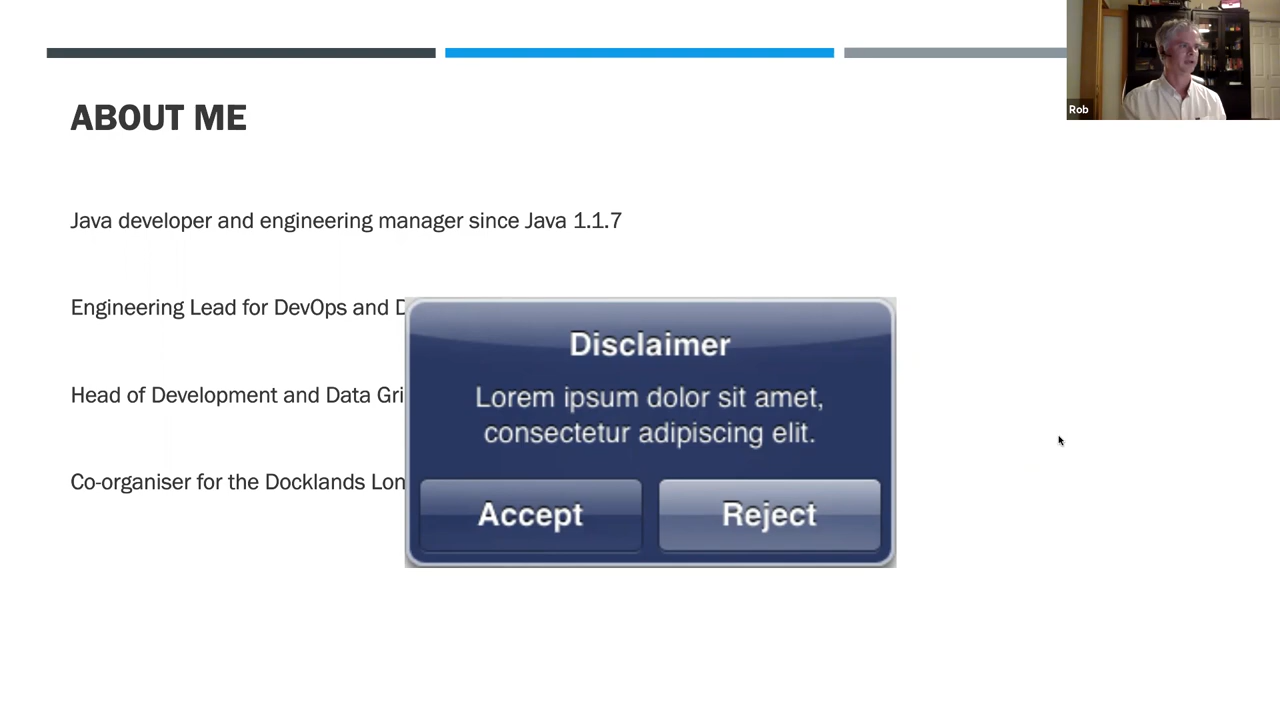 Rob
ABOUT ME
Java developer and engineering manager since Java 1.1.7
Engineering Lead for DevOps and
Head of Development and Data
Co-organiser for the Docklands
Disclaimer
Lorem ipsum dolor sit amet,
consectetur adipiscing elit.
Accept
Reject